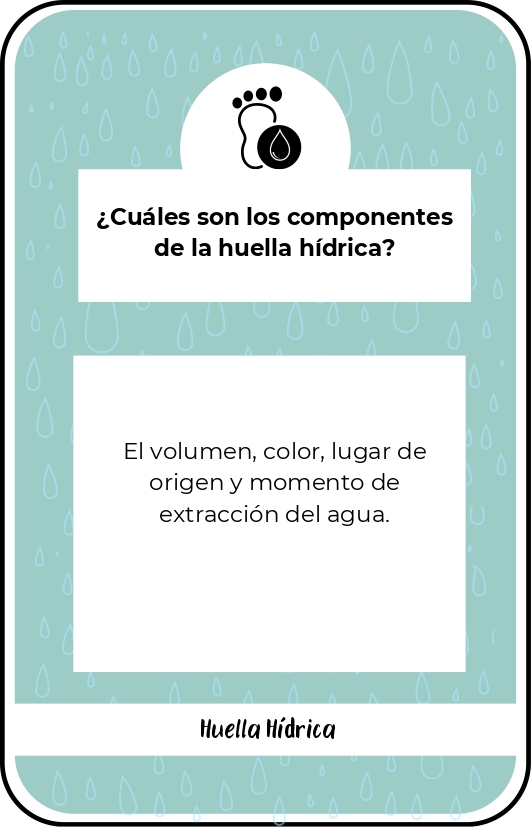 ¿Cuáles son los componentes
de la huella hídrica?
El volumen, color, lugar de
origen y momento de
extracción del agua.
Huella Hídrica